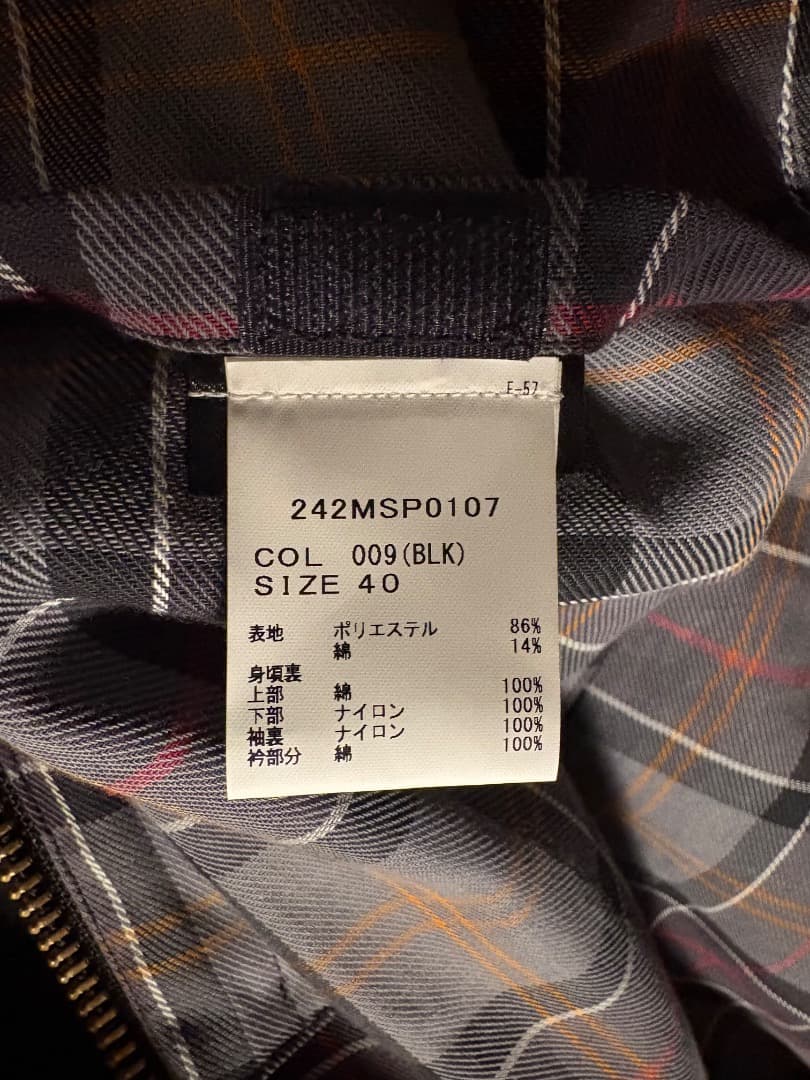 E-57
242MSP0107
COL 009(BLK)
SIZE 40
表地 ポリエステル 86%
綿 14%
身頃裏
上部 綿 100%
下部 ナイロン 100%
袖裏 ナイロン 100%
衿部分 綿 100%